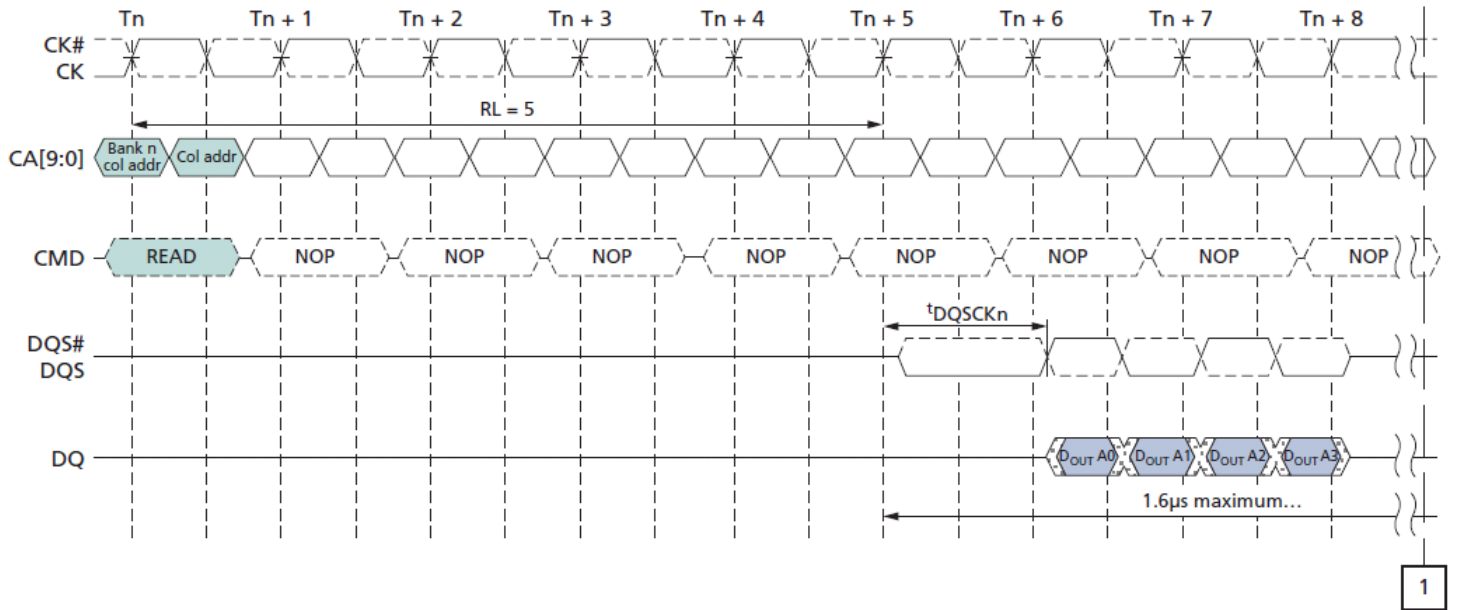 Tn Tn + 1 Tn + 2 Tn + 3 Tn + 4 Tn + 5 Tn + 6 Tn + 7 Tn + 8
CK#
CK
RL = 5
CA[9:0] Bank n
col addr Col addr
CMD READ NOP NOP NOP NOP NOP NOP NOP NOP
tDQSCKn
DQS#
DQS
DQ DOUT A0 DOUT A1 DOUT A2 DOUT A3
1.6μs maximum…
1